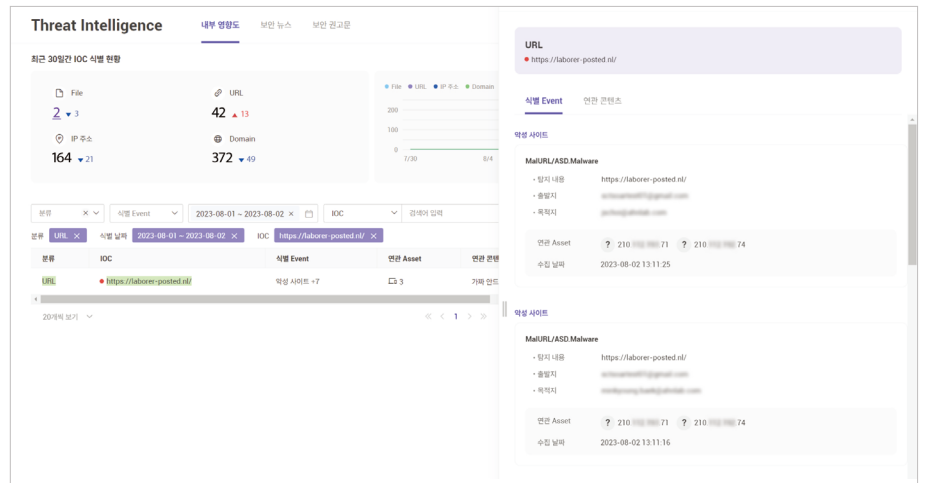 Threat Intelligence
내부 영향도
보안 뉴스
보안 권고문
최근 30일간 IOC 식별 현황
File
2 ▼ 3
URL
42 ▲ 13
IP 주소
164 ▼ 21
Domain
372 ▼ 49
File URL IP 주소 Domain
200
100
0
7/30 8/4
분류
식별 Event
2023-08-01 ~ 2023-08-02 ×
IOC
검색어 입력
분류 URL ×
식별 날짜 2023-08-01 ~ 2023-08-02 ×
IOC https://laborer-posted.nl/ ×
분류 IOC 식별 Event 연관 Asset 연관 콘텐
URL https://laborer-posted.nl/ 악성 사이트 +7 3 가짜 안드
20개씩 보기
1
URL
https://laborer-posted.nl/
식별 Event
연관 콘텐츠
악성 사이트
MalURL/ASD.Malware
• 탐지 내용 https://laborer-posted.nl/
• 출발지
• 목적지
연관 Asset ? 210 71 ? 210 74
수집 날짜 2023-08-02 13:11:25
악성 사이트
MalURL/ASD.Malware
• 탐지 내용 https://laborer-posted.nl/
• 출발지
• 목적지
연관 Asset ? 210 71 ? 210 74
수집 날짜 2023-08-02 13:11:16